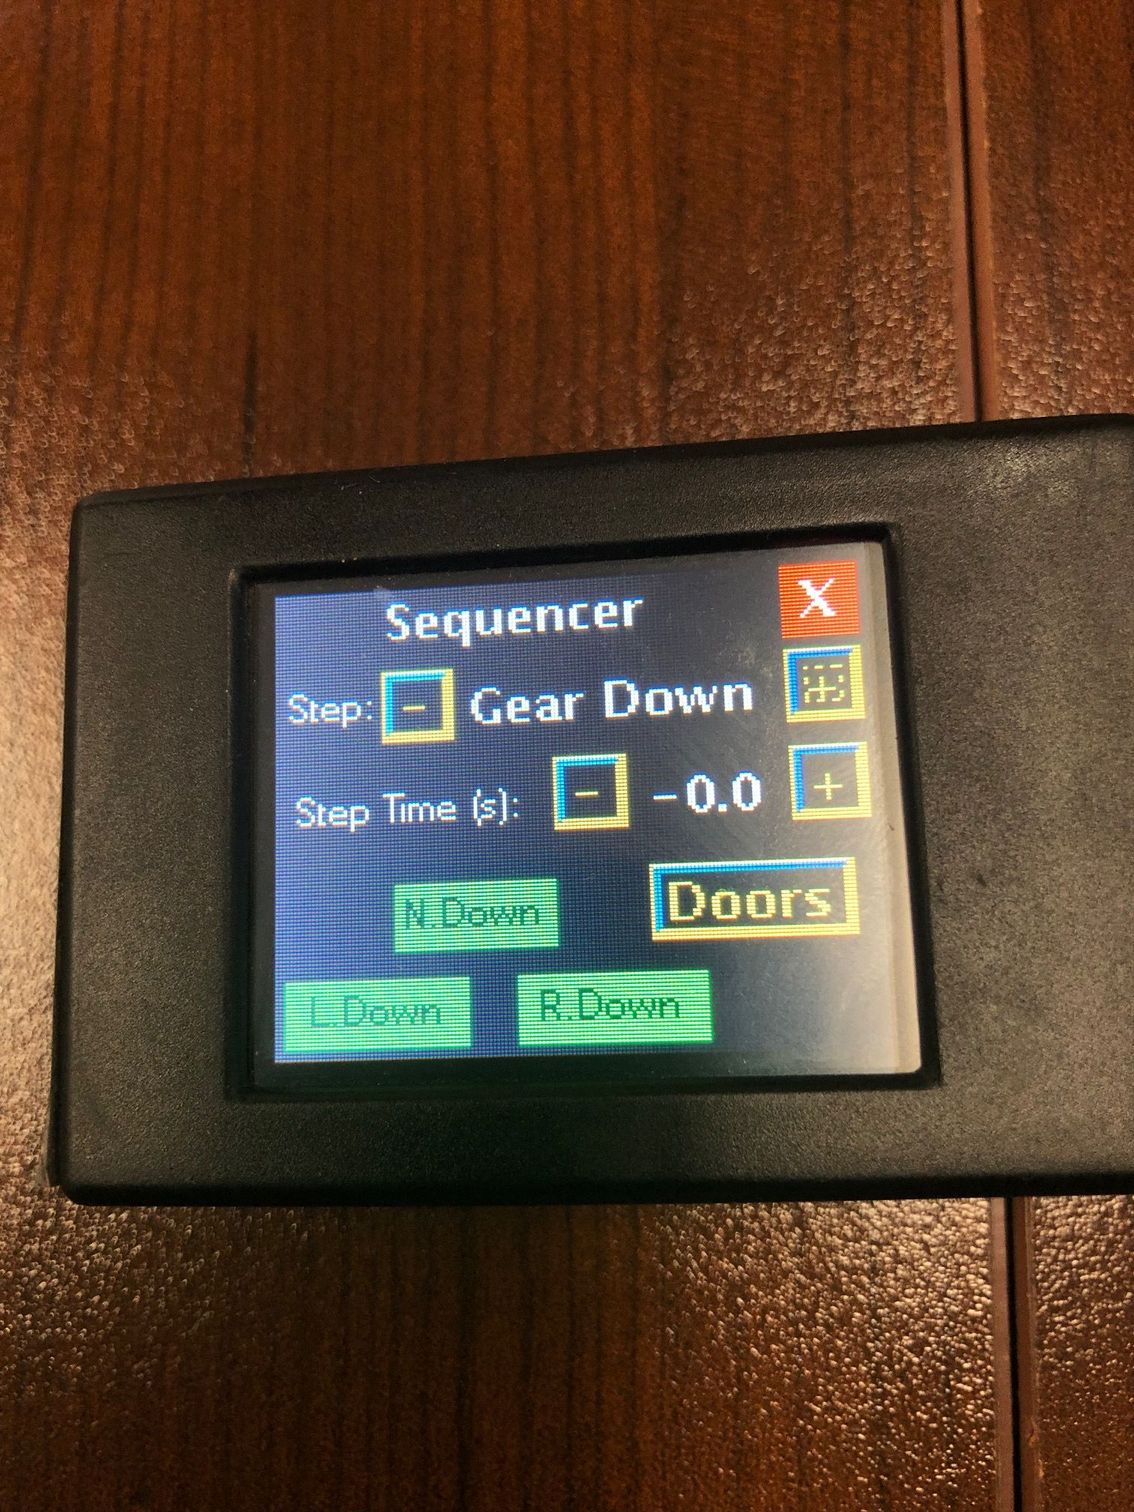 Sequencer X
Step: - Gear Down +
Step Time (s): - -0.0 +
N.Down Doors
L.Down R.Down